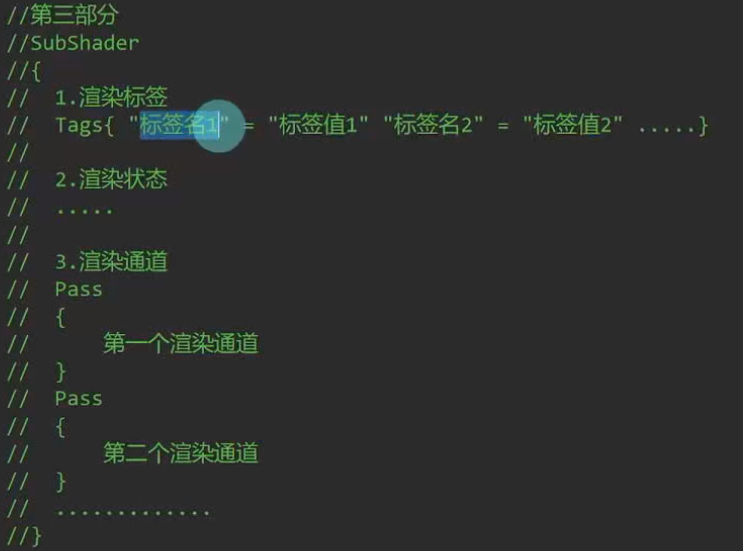 //第三部分
//SubShader
//{
//  1.渲染标签
//  Tags{ "标签名1" = "标签值1" "标签名2" = "标签值2" .....}
//
//  2.渲染状态
//  .....
//
//  3.渲染通道
//  Pass
//  {
//      第一个渲染通道
//  }
//  Pass
//  {
//      第二个渲染通道
//  }
//  .............
//}